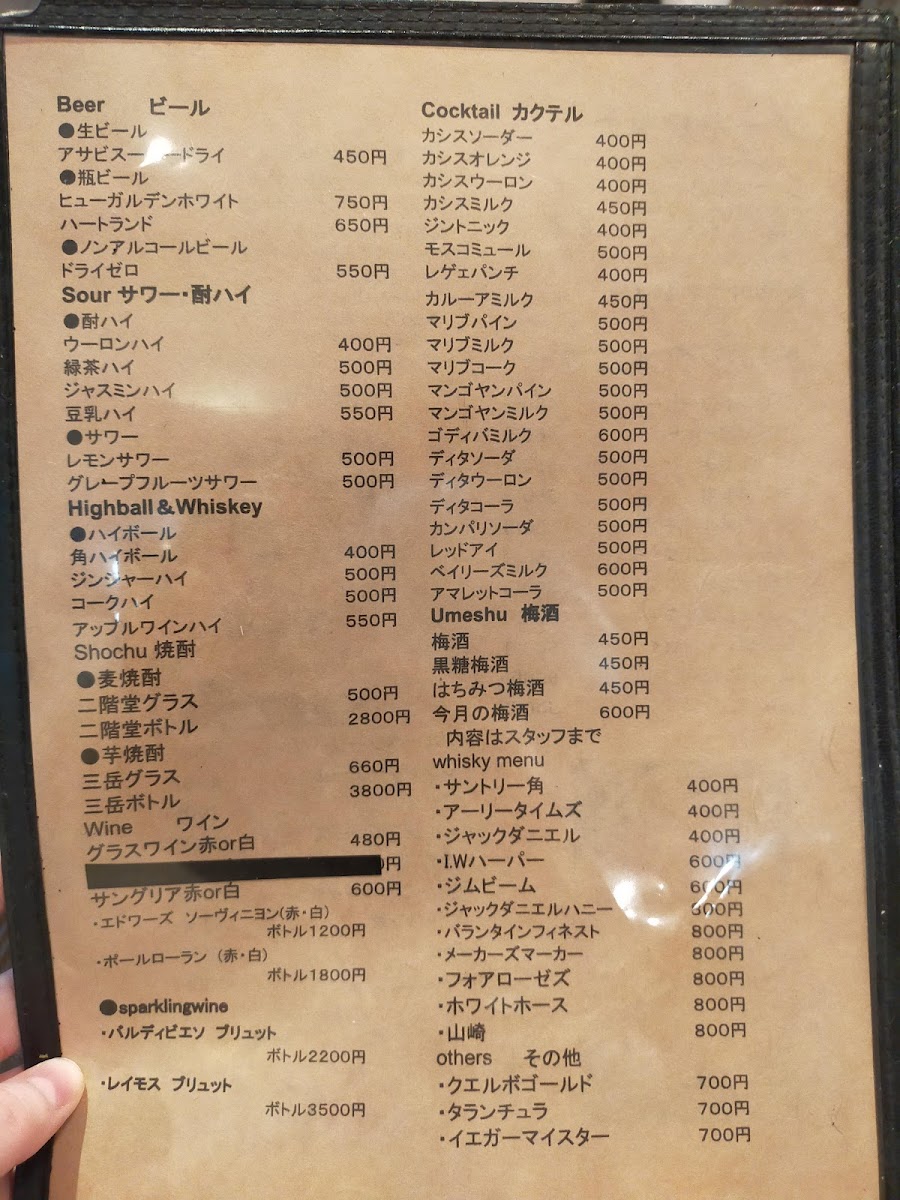 Beer ビール
●生ビール
アサビスー ードライ 450円
●瓶ビール
ヒューガルデンホワイト 750円
ハートランド 650円
●ノンアルコールビール
ドライゼロ 550円
Sour サワー・酎ハイ
●酎ハイ
ウーロンハイ 400円
緑茶ハイ 500円
ジャスミンハイ 500円
豆乳ハイ 550円
●サワー
レモンサワー 500円
グレープフルーツサワー 500円
Highball＆Whiskey
●ハイボール
角ハイボール 400円
ジンジャーハイ 500円
コークハイ 500円
アップルワインハイ 550円
Shochu 焼酎
●麦焼酎
二階堂グラス 500円
二階堂ボトル 2800円
●芋焼酎
三岳グラス 660円
三岳ボトル 3800円
Wine ワイン
グラスワイン赤or白 480円
円
サングリア赤or白 600円
・エドワーズ ソーヴィニヨン(赤・白)
ボトル1200円
・ポールローラン (赤・白)
ボトル1800円
●sparklingwine
・バルディビエソ ブリュット
ボトル2200円
・レイモス ブリュット
ボトル3500円
Cocktail カクテル
カシスソーダー 400円
カシスオレンジ 400円
カシスウーロン 400円
カシスミルク 450円
ジントニック 400円
モスコミュール 500円
レゲェパンチ 400円
カルーアミルク 450円
マリブパイン 500円
マリブミルク 500円
マリブコーク 500円
マンゴヤンパイン 500円
マンゴヤンミルク 500円
ゴディバミルク 600円
ディタソーダ 500円
ディタウーロン 500円
ディタコーラ 500円
カンパリソーダ 500円
レッドアイ 500円
ベイリーズミルク 600円
アマレットコーラ 500円
Umeshu 梅酒
梅酒 450円
黒糖梅酒 450円
はちみつ梅酒 450円
今月の梅酒 600円
内容はスタッフまで
whisky menu
・サントリー角 400円
・アーリータイムズ 400円
・ジャックダニエル 400円
・I.Wハーパー 600円
・ジムビーム 600円
・ジャックダニエルハニー
・バランタインフィネスト 800円
・メーカーズマーカー 800円
・フォアローゼズ 800円
・ホワイトホース 800円
・山崎 800円
others その他
・クエルボゴールド 700円
・タランチュラ 700円
・イエガーマイスター 700円